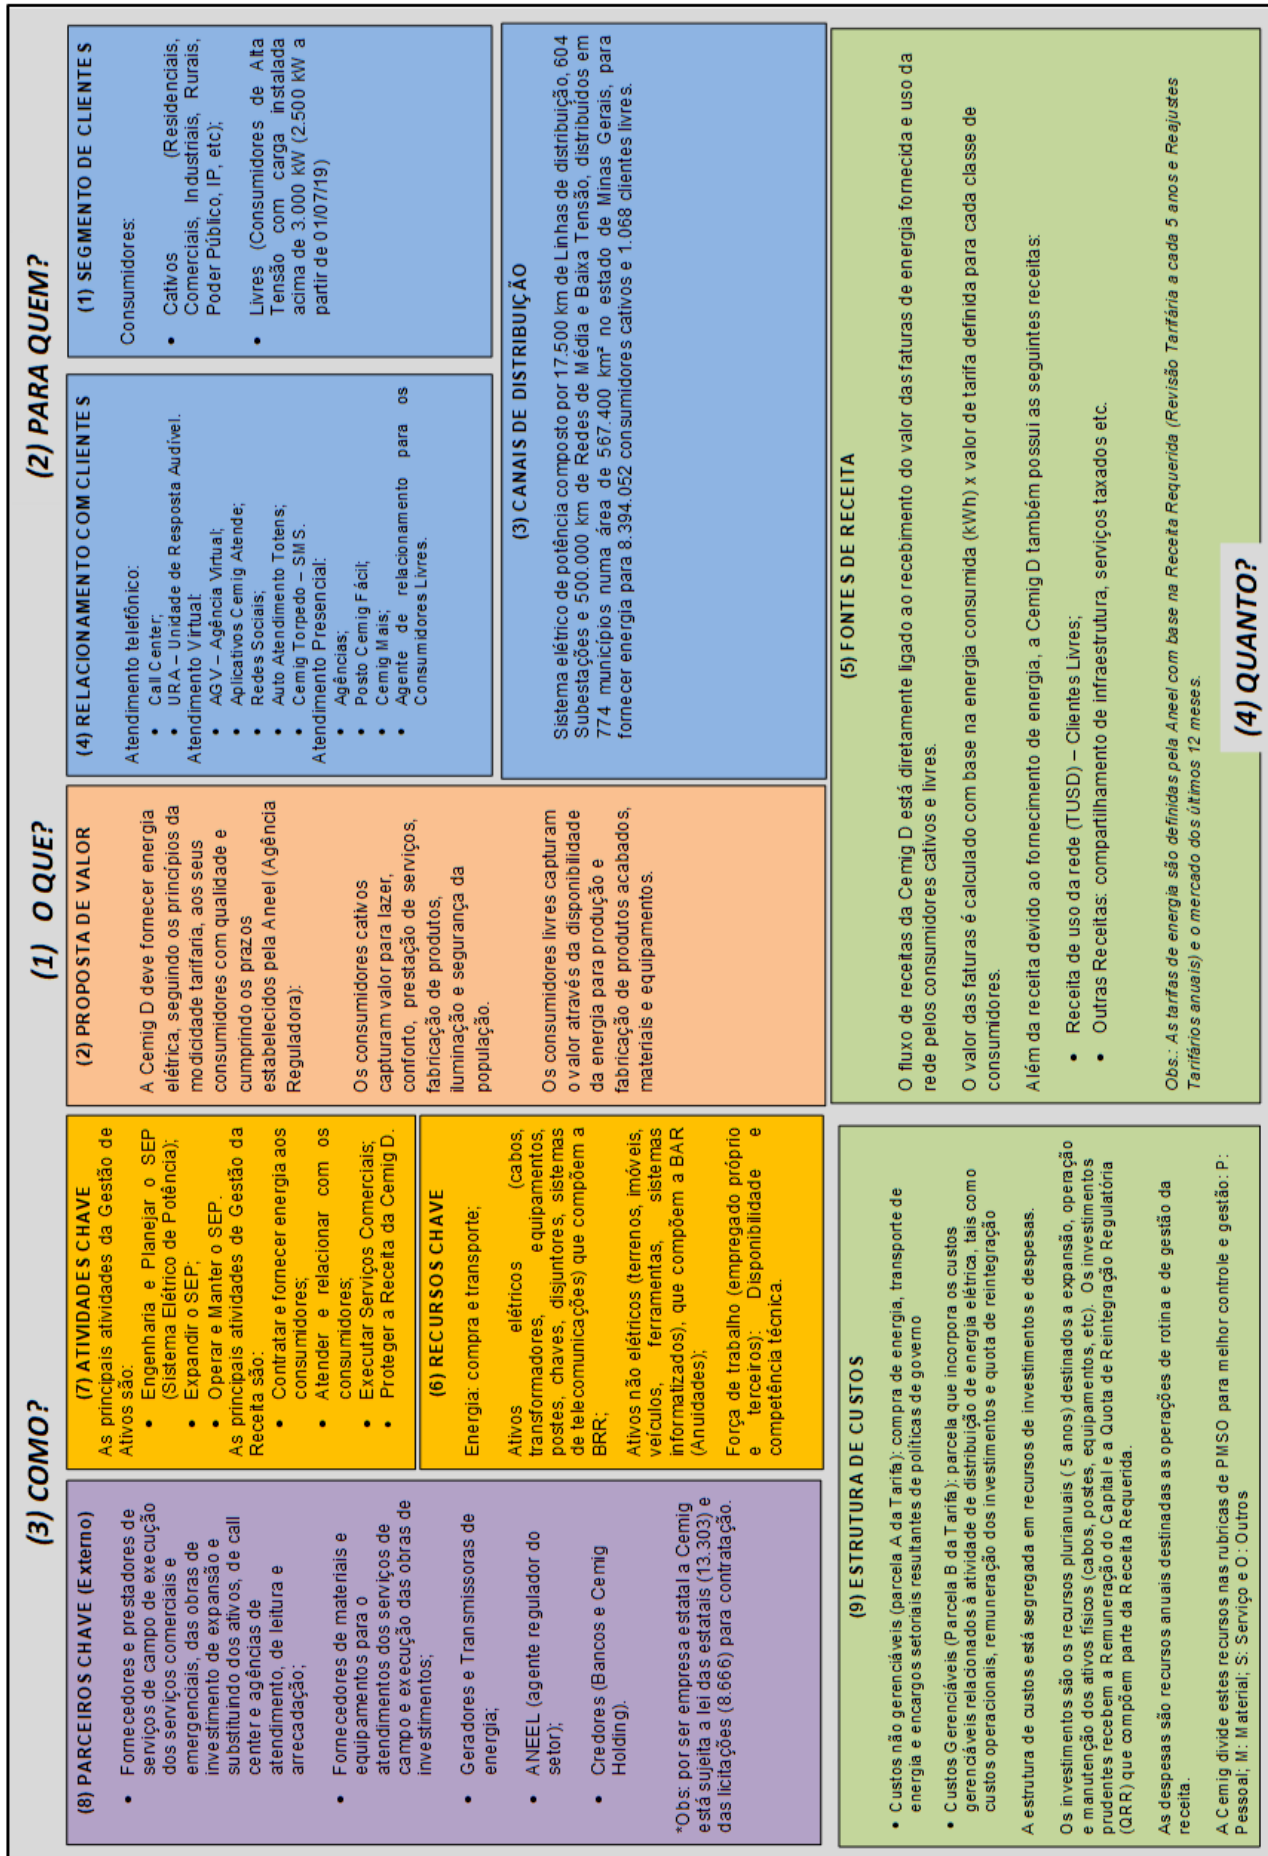 (3) COMO?
(1) O QUE?
(2) PARA QUEM?
(8) PARCEIROS CHAVE (Externo)
• Fornecedores e prestadores de
serviços de campo de execução
dos serviços comerciais e
emergenciais, das obras de
investimento de expansão e
substituindo dos ativos, de call
center e agências de
atendimento, de leitura e
arrecadação;
• Fornecedores de materiais e
equipamentos para o
atendimentos dos serviços de
campo e execução das obras de
investimentos;
• Geradores e Transmissoras de
energia;
• ANEEL (agente regulador do
setor);
• Credores (Bancos e Cemig
Holding).
*Obs: por ser empresa estatal a Cemig
está sujeita a lei das estatais (13.303) e
das licitações (8.666) para contratação.
(7) ATIVIDADES CHAVE
As principais atividades da Gestão de
Ativos são:
• Engenharia e Planejar o SEP
(Sistema Elétrico de Potência);
• Expandir o SEP;
• Operar e Manter o SEP.
As principais atividades de Gestão da
Receita são:
• Contratar e fornecer energia aos
consumidores;
• Atender e relacionar com os
consumidores;
• Executar Serviços Comerciais;
• Proteger a Receita da Cemig D.
(6) RECURSOS CHAVE
Energia: compra e transporte;
Ativos elétricos (cabos,
transformadores, equipamentos,
postes, chaves, disjuntores, sistemas
de telecomunicações) que compõem a
BRR;
Ativos não elétricos (terrenos, imóveis,
veículos, ferramentas, sistemas
informatizados), que compõem a BAR
(Anuidades);
Força de trabalho (empregado próprio
e terceiros): Disponibilidade e
competência técnica.
(2) PROPOSTA DE VALOR
A Cemig D deve fornecer energia
elétrica, seguindo os princípios da
modicidade tarifaria, aos seus
consumidores com qualidade e
cumprindo os prazos
estabelecidos pela Aneel (Agência
Reguladora):
Os consumidores cativos
capturam valor para lazer,
conforto, prestação de serviços,
fabricação de produtos,
iluminação e segurança da
população.
Os consumidores livres capturam
o valor através da disponibilidade
da energia para produção e
fabricação de produtos acabados,
materiais e equipamentos.
(4) RELACIONAMENTO COM CLIENTES
Atendimento telefônico:
• Call Center;
• URA – Unidade de Resposta Audível.
Atendimento Virtual:
• AGV – Agência Virtual;
• Aplicativos Cemig Atende;
• Redes Sociais;
• Auto Atendimento Totens;
• Cemig Torpedo – SMS.
Atendimento Presencial:
• Agências;
• Posto Cemig Fácil;
• Cemig Mais;
• Agente de relacionamento para os
Consumidores Livres.
(1) SEGMENTO DE CLIENTES
Consumidores:
• Cativos (Residenciais,
Comerciais, Industriais, Rurais,
Poder Público, IP, etc);
• Livres (Consumidores de Alta
Tensão com carga instalada
acima de 3.000 kW (2.500 kW a
partir de 01/07/19)
(3) CANAIS DE DISTRIBUIÇÃO
Sistema elétrico de potência composto por 17.500 km de Linhas de distribuição, 604
Subestações e 500.000 km de Redes de Média e Baixa Tensão, distribuídos em
774 municípios numa área de 567.400 km² no estado de Minas Gerais, para
fornecer energia para 8.394.052 consumidores cativos e 1.068 clientes livres.
(9) ESTRUTURA DE CUSTOS
• Custos não gerenciáveis (parcela A da Tarifa): compra de energia, transporte de
energia e encargos setoriais resultantes de políticas de governo
• Custos Gerenciáveis (Parcela B da Tarifa): parcela que incorpora os custos
gerenciáveis relacionados à atividade de distribuição de energia elétrica, tais como
custos operacionais, remuneração dos investimentos e quota de reintegração
A estrutura de custos está segregada em recursos de investimentos e despesas.
Os investimentos são os recursos plurianuais ( 5 anos) destinados a expansão, operação
e manutenção dos ativos físicos (cabos, postes, equipamentos, etc). Os investimentos
prudentes recebem a Remuneração do Capital e a Quota de Reintegração Regulatória
(QRR) que compõem parte da Receita Requerida.
As despesas são recursos anuais destinadas as operações de rotina e de gestão da
receita.
A Cemig divide estes recursos nas rubricas de PMSO para melhor controle e gestão: P:
Pessoal; M: Material; S: Serviço e O: Outros
(5) FONTES DE RECEITA
O fluxo de receitas da Cemig D está diretamente ligado ao recebimento do valor das faturas de energia fornecida e uso da
rede pelos consumidores cativos e livres.
O valor das faturas é calculado com base na energia consumida (kWh) x valor de tarifa definida para cada classe de
consumidores.
Além da receita devido ao fornecimento de energia, a Cemig D também possui as seguintes receitas:
• Receita de uso da rede (TUSD) – Clientes Livres;
• Outras Receitas: compartilhamento de infraestrutura, serviços taxados etc.
Obs.: As tarifas de energia são definidas pela Aneel com base na Receita Requerida (Revisão Tarifária a cada 5 anos e Reajustes
Tarifários anuais) e o mercado dos últimos 12 meses.
(4) QUANTO?